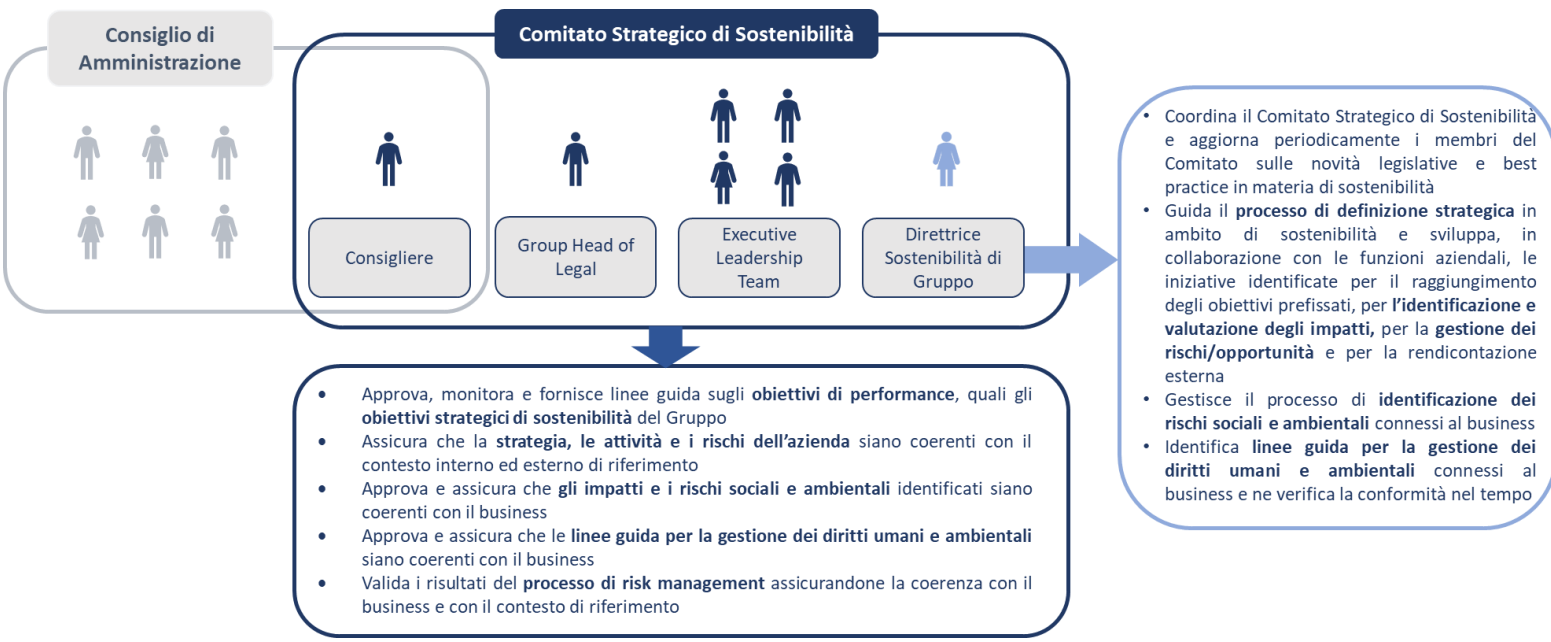 Consiglio di
Amministrazione
Comitato Strategico di Sostenibilità
Consigliere
Group Head of
Legal
Executive
Leadership
Team
Direttrice
Sostenibilità di
Gruppo
• Coordina il Comitato Strategico di Sostenibilità
e aggiorna periodicamente i membri del
Comitato sulle novità legislative e best
practice in materia di sostenibilità
• Guida il processo di definizione strategica in
ambito di sostenibilità e sviluppa, in
collaborazione con le funzioni aziendali, le
iniziative identificate per il raggiungimento
degli obiettivi prefissati, per l'identificazione e
valutazione degli impatti, per la gestione dei
rischi/opportunità e per la rendicontazione
esterna
• Gestisce il processo di identificazione dei
rischi sociali e ambientali connessi al business
• Identifica linee guida per la gestione dei
diritti umani e ambientali connessi al
business e ne verifica la conformità nel tempo
• Approva, monitora e fornisce linee guida sugli obiettivi di performance, quali gli
obiettivi strategici di sostenibilità del Gruppo
• Assicura che la strategia, le attività e i rischi dell'azienda siano coerenti con il
contesto interno ed esterno di riferimento
• Approva e assicura che gli impatti e i rischi sociali e ambientali identificati siano
coerenti con il business
• Approva e assicura che le linee guida per la gestione dei diritti umani e ambientali
siano coerenti con il business
• Valida i risultati del processo di risk management assicurandone la coerenza con il
business e con il contesto di riferimento